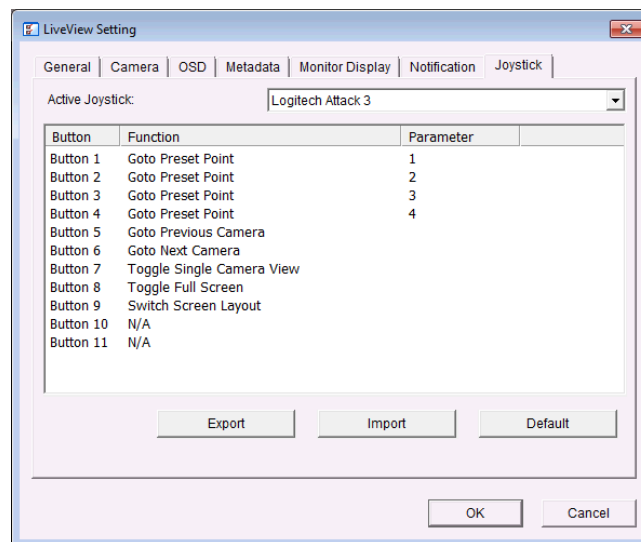 LiveView Setting
General Camera OSD Metadata Monitor Display Notification Joystick
Active Joystick: Logitech Attack 3
Button Function Parameter
Button 1 Goto Preset Point 1
Button 2 Goto Preset Point 2
Button 3 Goto Preset Point 3
Button 4 Goto Preset Point 4
Button 5 Goto Previous Camera
Button 6 Goto Next Camera
Button 7 Toggle Single Camera View
Button 8 Toggle Full Screen
Button 9 Switch Screen Layout
Button 10 N/A
Button 11 N/A
Export Import Default
OK Cancel